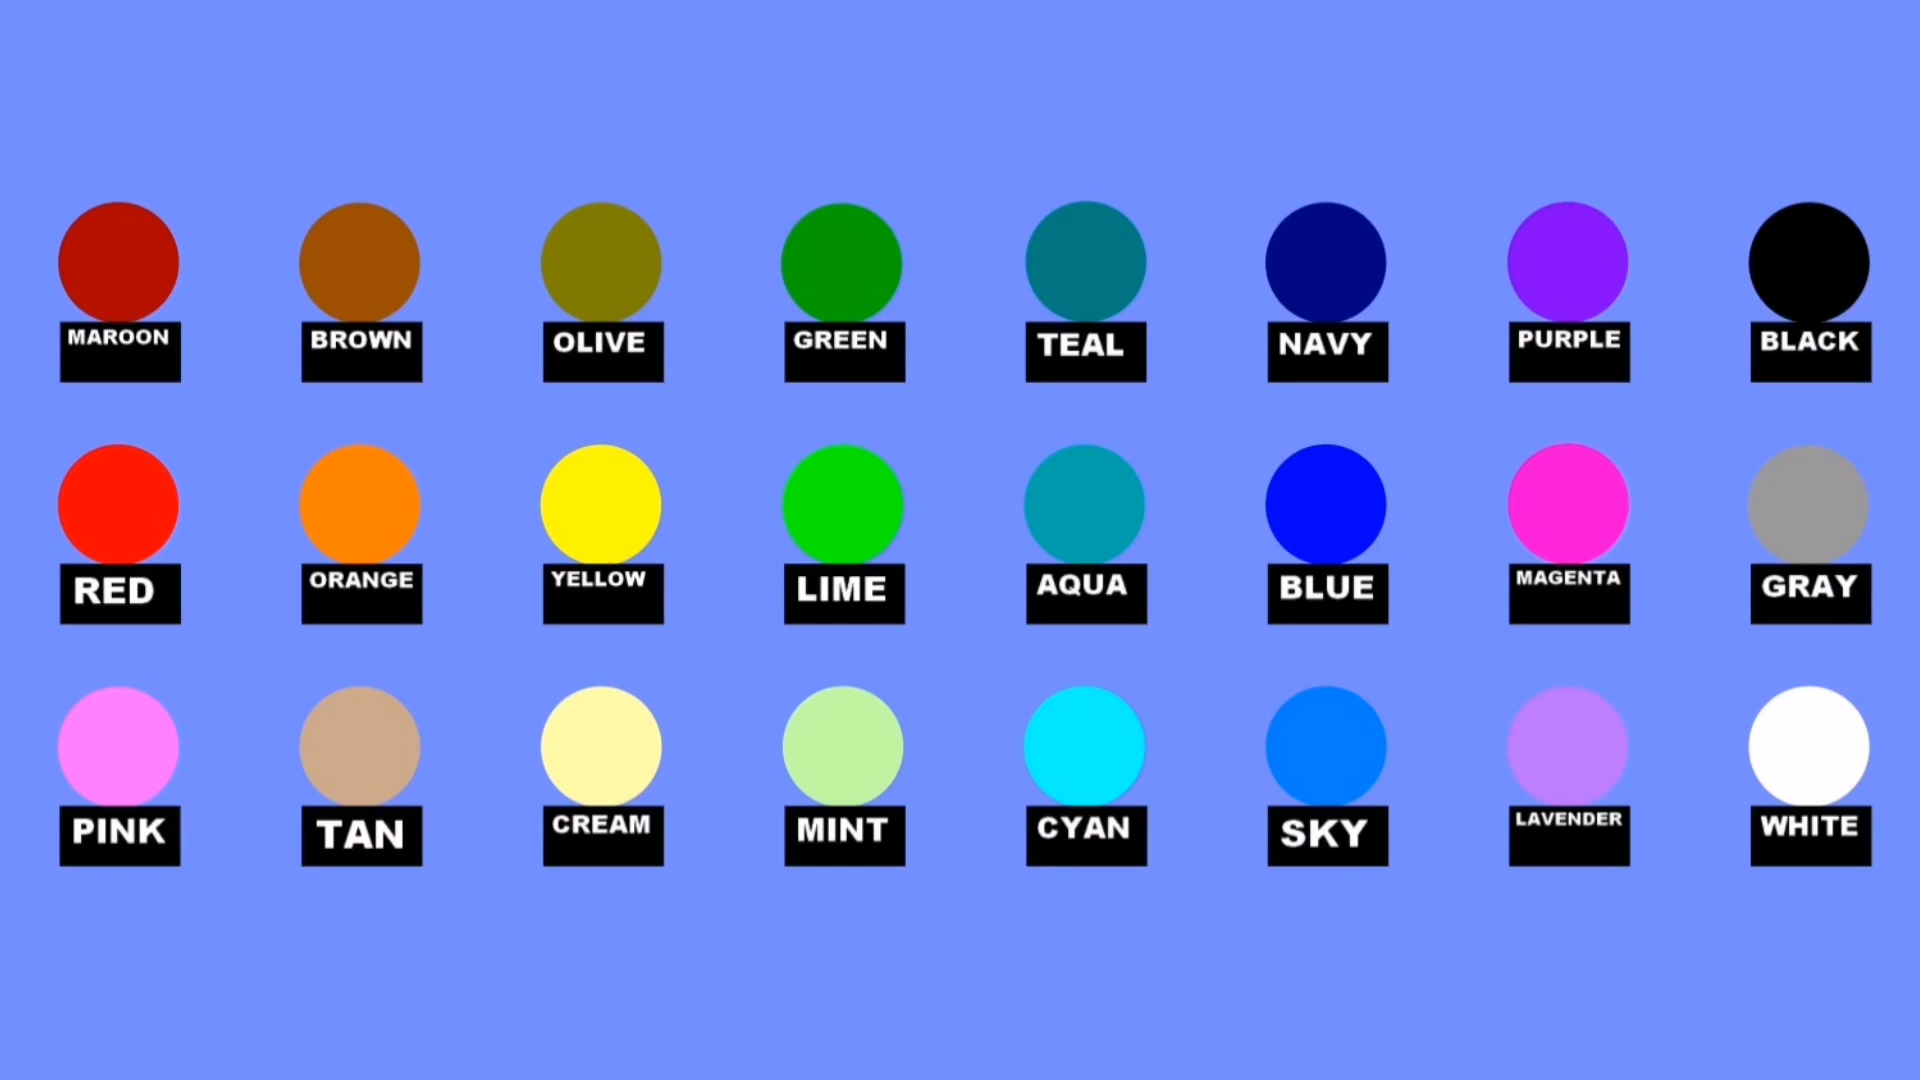 MAROON
BROWN
OLIVE
GREEN
TEAL
NAVY
PURPLE
BLACK
RED
ORANGE
YELLOW
LIME
AQUA
BLUE
MAGENTA
GRAY
PINK
TAN
CREAM
MINT
CYAN
SKY
LAVENDER
WHITE